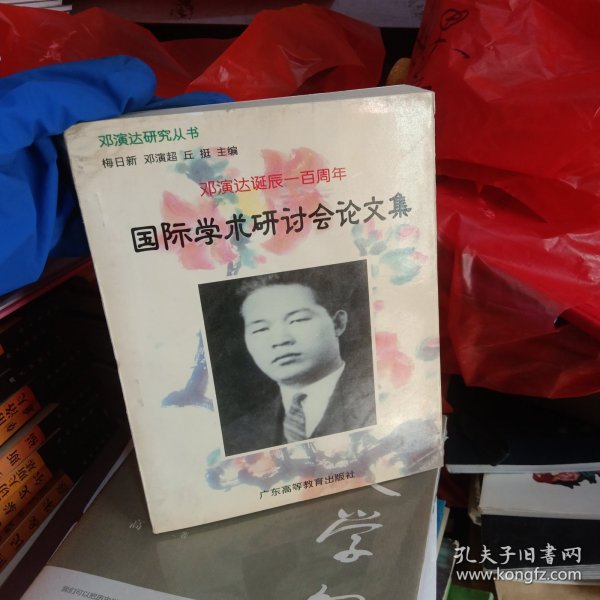 邓演达研究丛书
梅日新 邓演超 丘 挺 主编
邓演达诞辰一百周年
国际学术研讨会论文集
广东高等教育出版社
学
孔夫子旧书网
www.kongfz.com